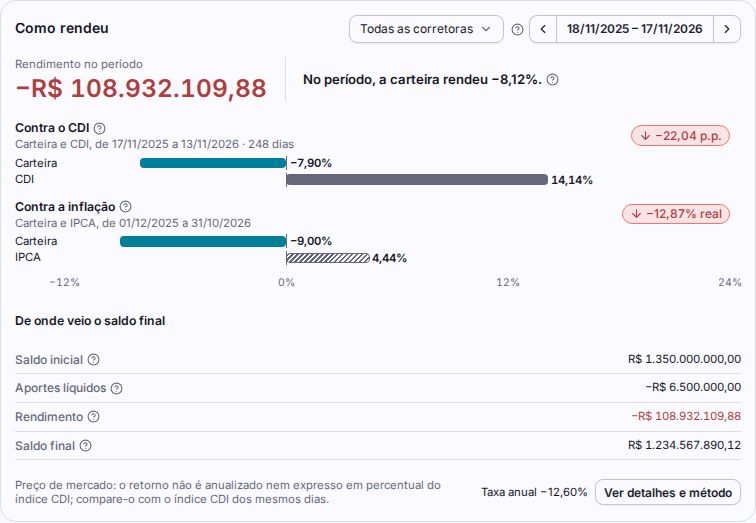 Como rendeu
Todas as corretoras
18/11/2025 – 17/11/2026
Rendimento no período
−R$ 108.932.109,88
No período, a carteira rendeu −8,12%.
Contra o CDI
Carteira e CDI, de 17/11/2025 a 13/11/2026 · 248 dias
↓ −22,04 p.p.
Carteira
−7,90%
CDI
14,14%
Contra a inflação
Carteira e IPCA, de 01/12/2025 a 31/10/2026
↓ −12,87% real
Carteira
−9,00%
IPCA
4,44%
−12% 0% 12% 24%
De onde veio o saldo final
Saldo inicial R$ 1.350.000.000,00
Aportes líquidos −R$ 6.500.000,00
Rendimento −R$ 108.932.109,88
Saldo final R$ 1.234.567.890,12
Preço de mercado: o retorno não é anualizado nem expresso em percentual do
índice CDI; compare-o com o índice CDI dos mesmos dias.
Taxa anual −12,60%
Ver detalhes e método